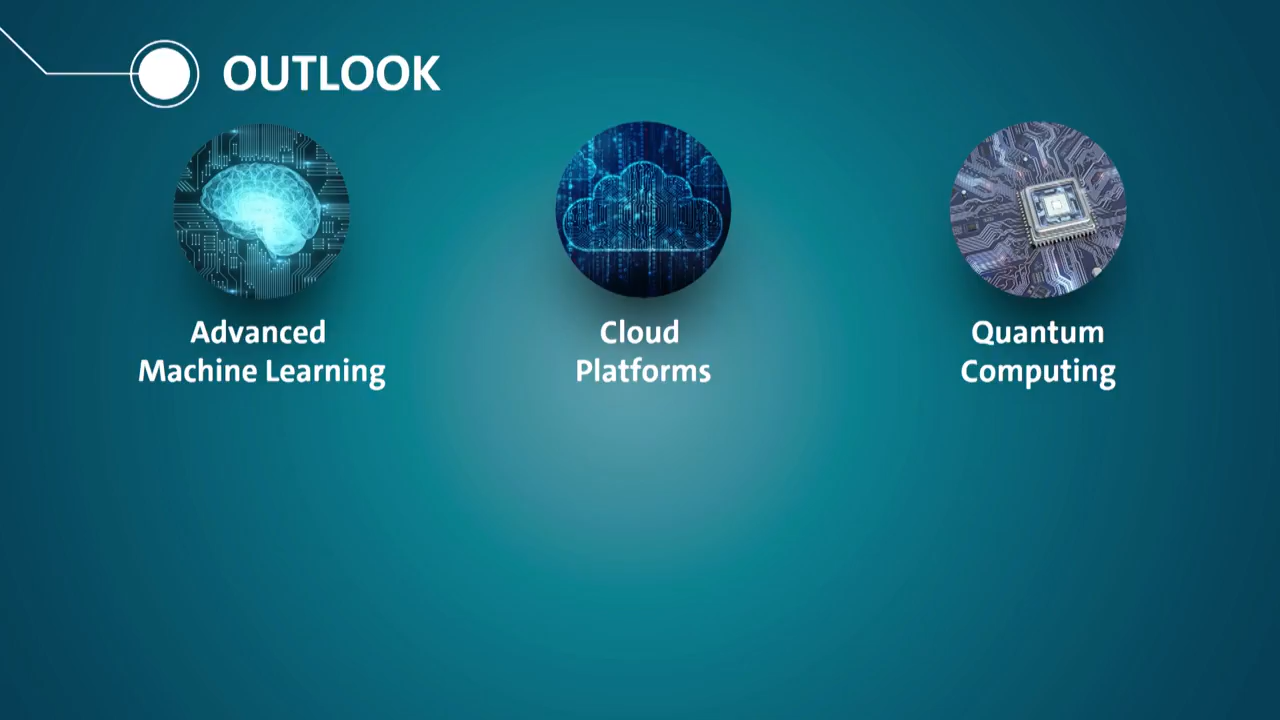 OUTLOOK
Advanced
Machine Learning
Cloud
Platforms
Quantum
Computing